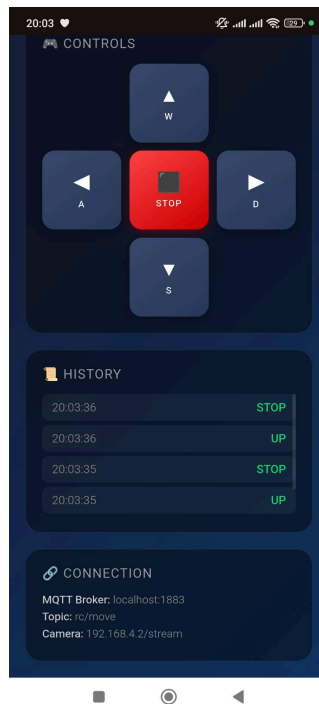 20:03
29
CONTROLS
W
A
STOP
D
S
HISTORY
20:03:36 STOP
20:03:36 UP
20:03:35 STOP
20:03:35 UP
CONNECTION
MQTT Broker: localhost:1883
Topic: rc/move
Camera: 192.168.4.2/stream